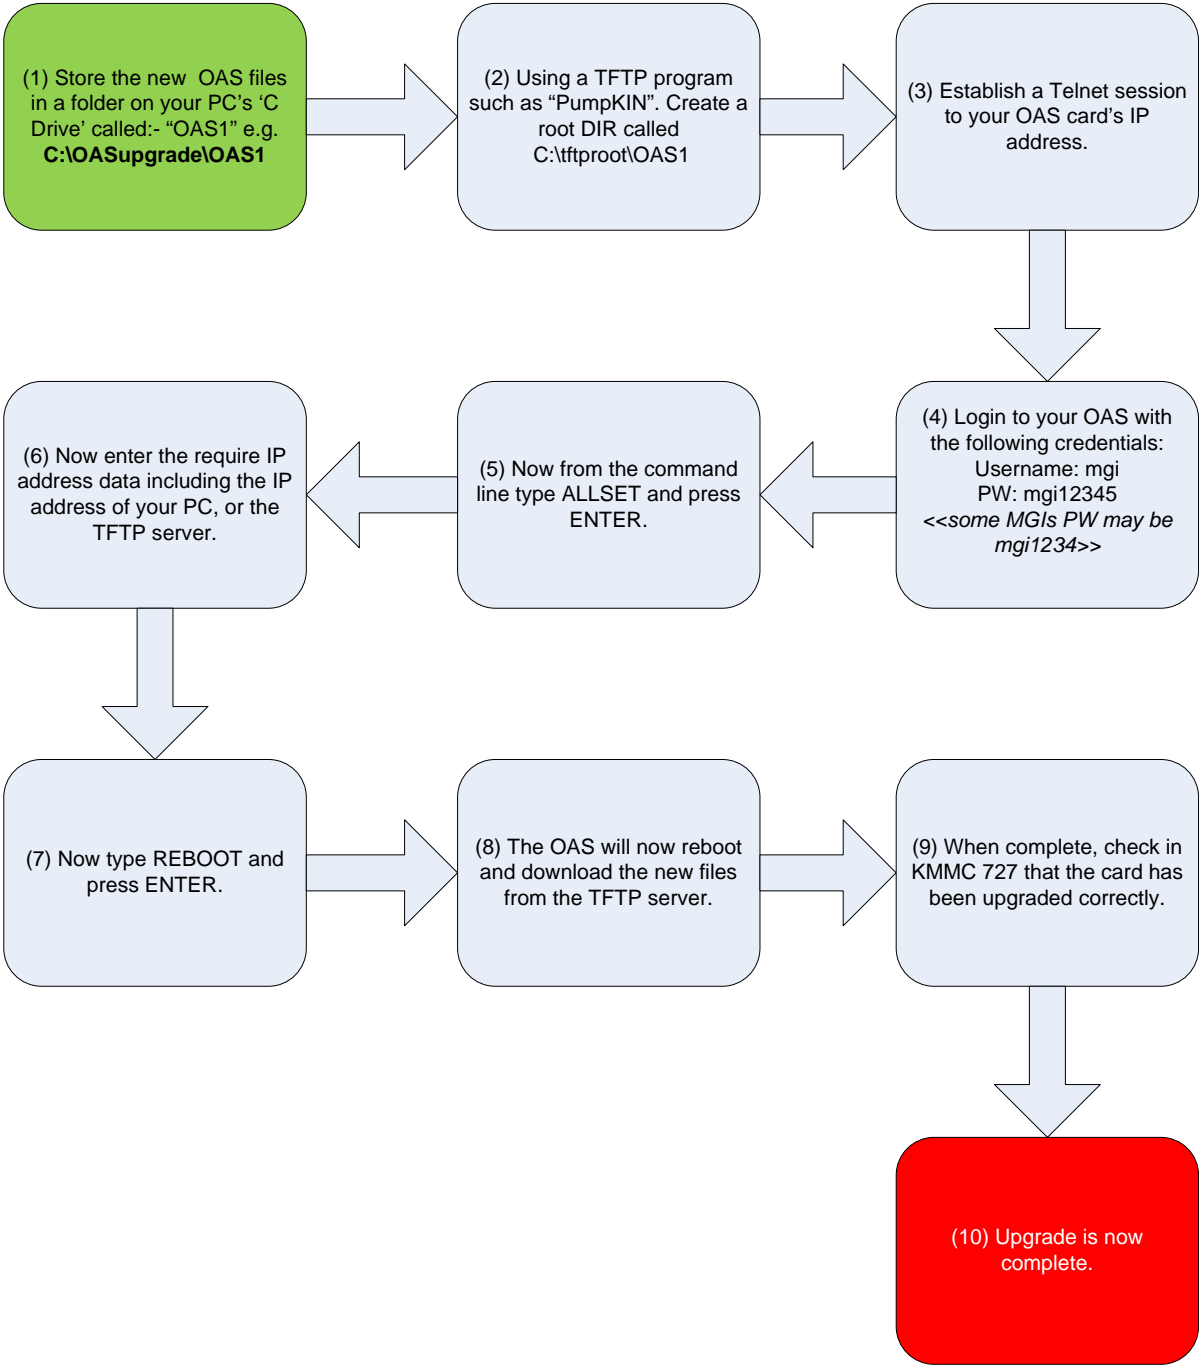 (1) Store the new  OAS files
in a folder on your PC’s ‘C
Drive’ called:- “OAS1” e.g.
C:\OASupgrade\OAS1
(2) Using a TFTP program
such as “PumpKIN”. Create a
root DIR called
C:\tftproot\OAS1
(3) Establish a Telnet session
to your OAS card’s IP
address.
(4) Login to your OAS with
the following credentials:
Username: mgi
PW: mgi12345
<<some MGIs PW may be
mgi1234>>
(5) Now from the command
line type ALLSET and press
ENTER.
(6) Now enter the require IP
address data including the IP
address of your PC, or the
TFTP server.
(7) Now type REBOOT and
press ENTER.
(8) The OAS will now reboot
and download the new files
from the TFTP server.
(9) When complete, check in
KMMC 727 that the card has
been upgraded correctly.
(10) Upgrade is now
complete.